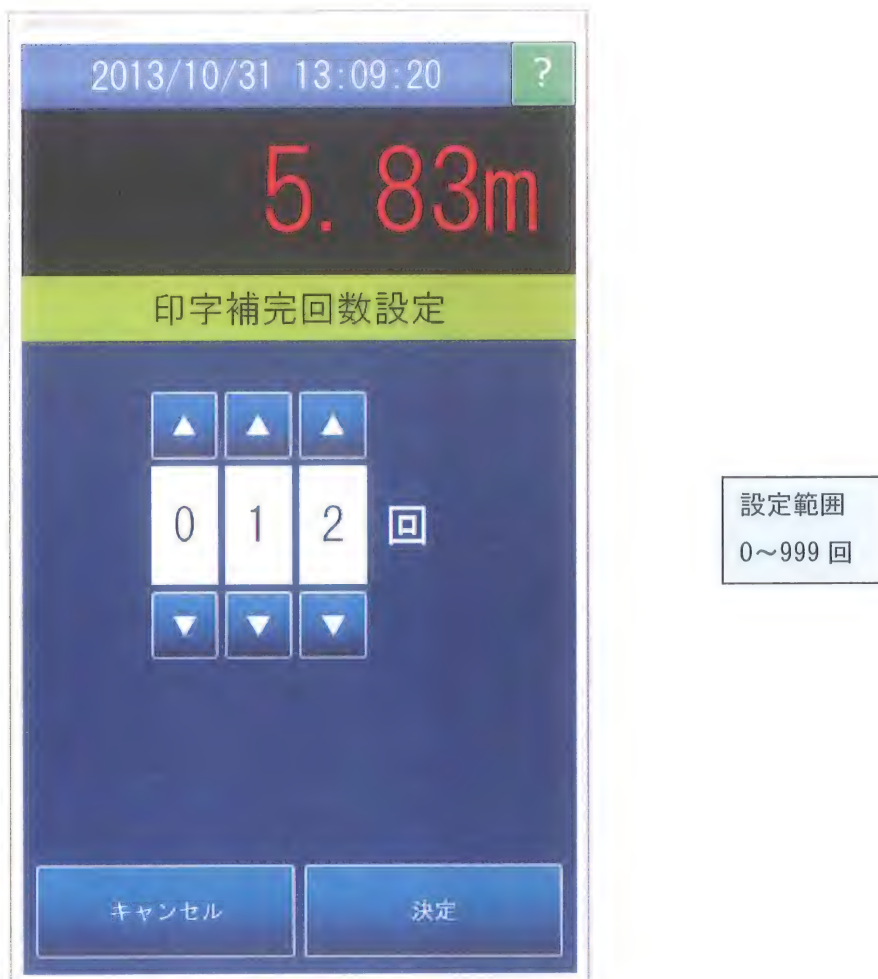 2013/10/31 13:09:20 ?
5.83m
印字補完回数設定
▲ ▲ ▲
0 1 2 回
▼ ▼ ▼
キャンセル 決定
設定範囲
0～999 回